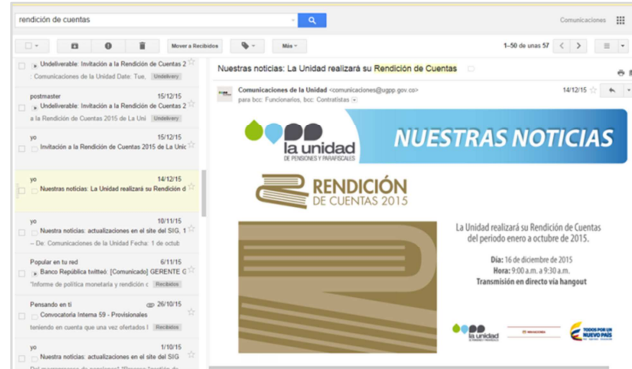 rendición de cuentas
Comunicaciones
Mover a Recibidos
Más
1–50 de unas 57
Undeliverable: Invitación a la Rendición de Cuentas 2
Comunicaciones de la Unidad Date: Tue,
postmaster 15/12/15
Undeliverable: Invitación a la Rendición de Cuentas 2
a la Rendición de Cuentas 2015 de La Uni
yo 15/12/15
Invitación a la Rendición de Cuentas 2015 de La Unid
yo 14/12/15
Nuestras noticias: La Unidad realizará su Rendición d
yo 10/11/15
Nuestra noticias: actualizaciones en el site del SIG. 1
– De: Comunicaciones de la Unidad Fecha: 1 de octub
Popular en tu red 6/11/15
Banco República twitteó: [Comunicado] GERENTE G
"Informe de política monetaria y rendición c Recibidos
Pensando en ti 26/10/15
Convocatoria Interna 59 - Provisionales
teniendo en cuenta que una vez ofertados l Recibidos
yo 1/10/15
Nuestra noticias: actualizaciones en el site del SIG
Nuestras noticias: La Unidad realizará su Rendición de Cuentas
Comunicaciones de la Unidad <comunicaciones@ugpp.gov.co>
14/12/15
para bcc: Funcionarios, bcc: Contratistas
la unidad
DE PENSIONES Y PARAFISCALES
NUESTRAS NOTICIAS
RENDICIÓN
DE CUENTAS 2015
La Unidad realizará su Rendición de Cuentas
del periodo enero a octubre de 2015.
Día: 16 de diciembre de 2015
Hora: 9:00 a.m. a 9:30 a.m.
Transmisión en directo vía hangout
la unidad
TODOS POR UN
NUEVO PAÍS